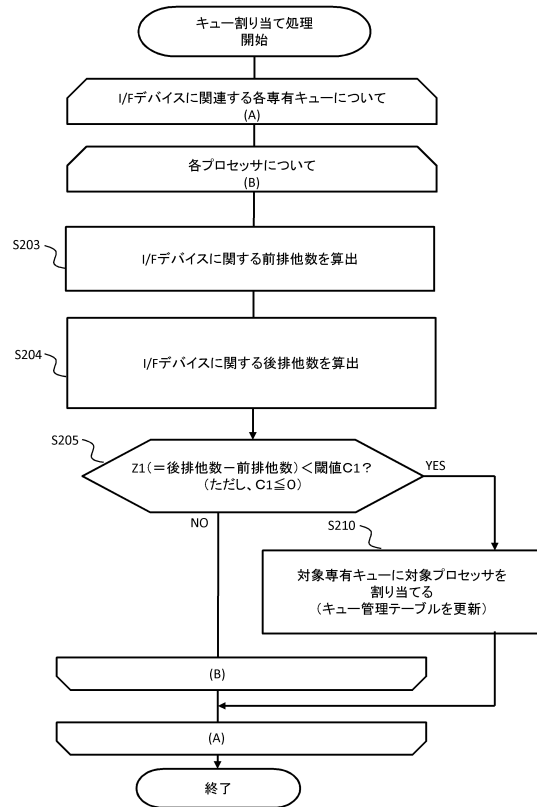 キュー割り当て処理
開始
I/Fデバイスに関連する各専有キューについて
(A)
各プロセッサについて
(B)
S203
I/Fデバイスに関する前排他数を算出
S204
I/Fデバイスに関する後排他数を算出
S205
Z1(=後排他数－前排他数)＜閾値C1?
(ただし、C1≦0)
YES
NO
S210
対象専有キューに対象プロセッサを
割り当てる
(キュー管理テーブルを更新)
(B)
(A)
終了